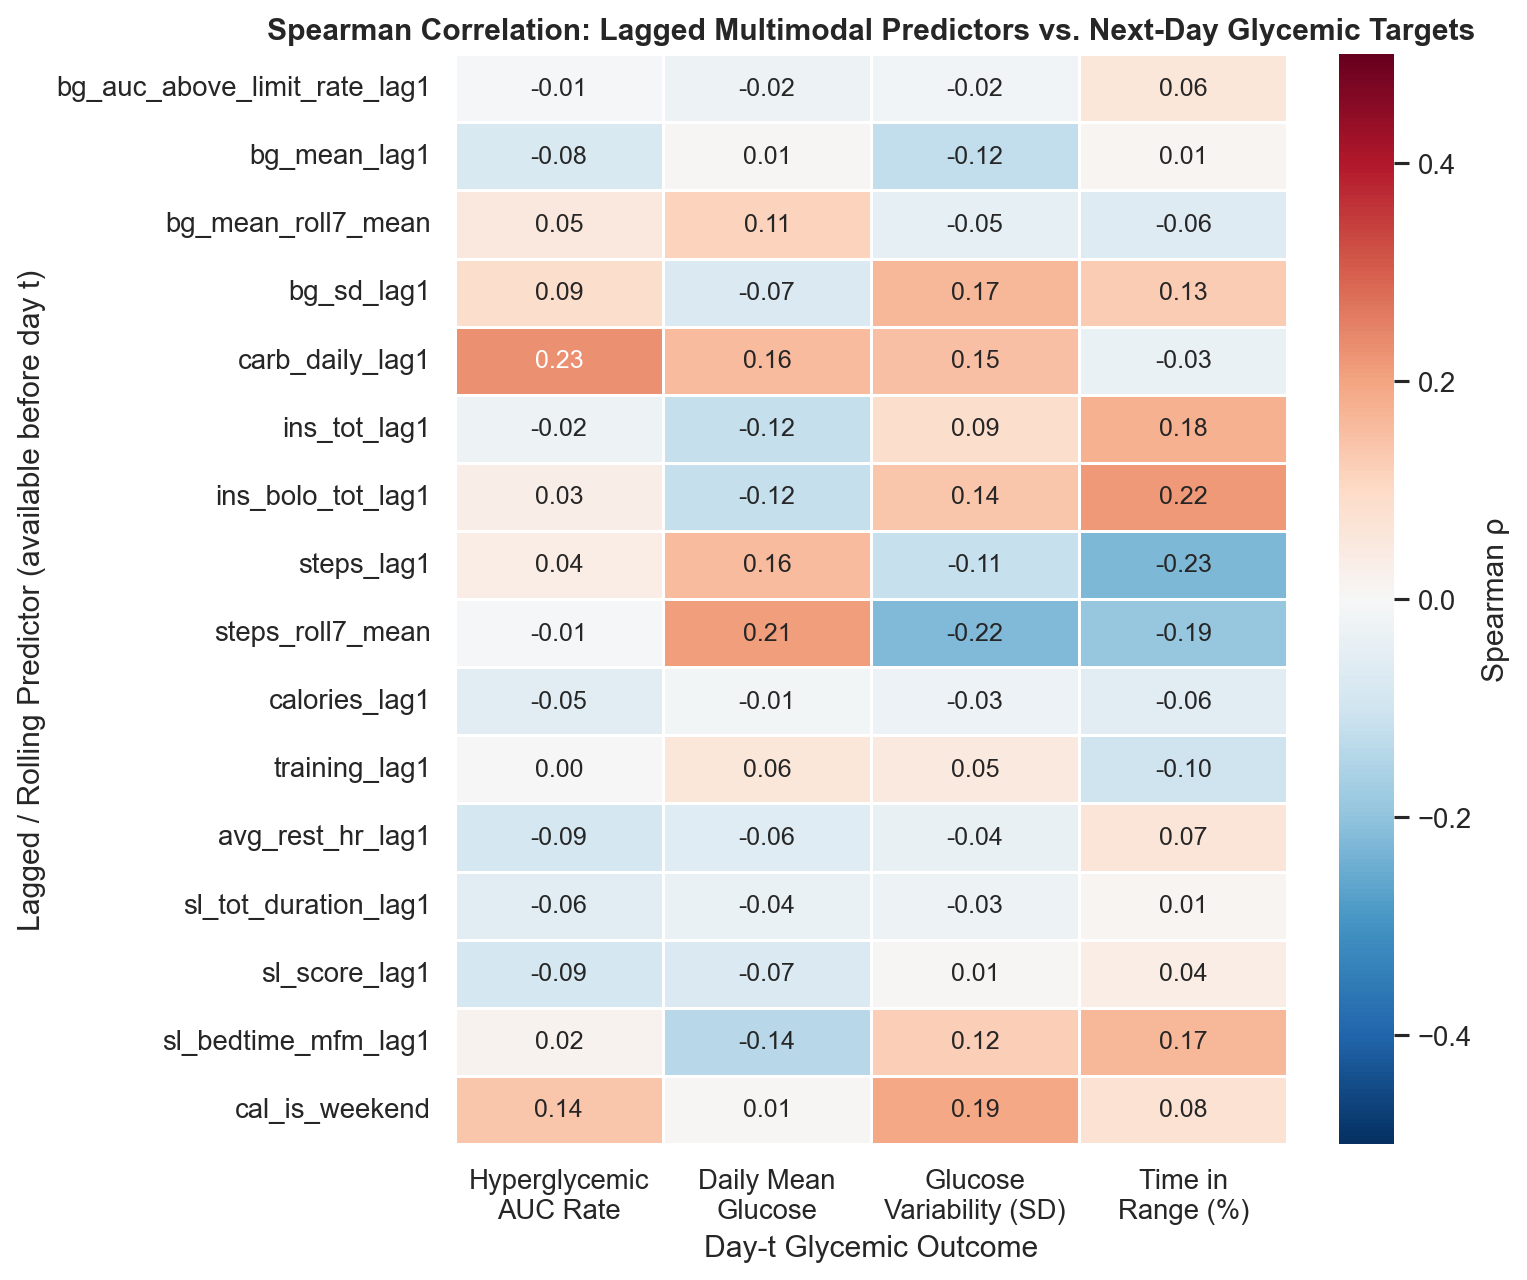 Spearman Correlation: Lagged Multimodal Predictors vs. Next-Day Glycemic Targets
Lagged / Rolling Predictor (available before day t)
bg_auc_above_limit_rate_lag1 -0.01 -0.02 -0.02 0.06
bg_mean_lag1 -0.08 0.01 -0.12 0.01
bg_mean_roll7_mean 0.05 0.11 -0.05 -0.06
bg_sd_lag1 0.09 -0.07 0.17 0.13
carb_daily_lag1 0.23 0.16 0.15 -0.03
ins_tot_lag1 -0.02 -0.12 0.09 0.18
ins_bolo_tot_lag1 0.03 -0.12 0.14 0.22
steps_lag1 0.04 0.16 -0.11 -0.23
steps_roll7_mean -0.01 0.21 -0.22 -0.19
calories_lag1 -0.05 -0.01 -0.03 -0.06
training_lag1 0.00 0.06 0.05 -0.10
avg_rest_hr_lag1 -0.09 -0.06 -0.04 0.07
sl_tot_duration_lag1 -0.06 -0.04 -0.03 0.01
sl_score_lag1 -0.09 -0.07 0.01 0.04
sl_bedtime_mfm_lag1 0.02 -0.14 0.12 0.17
cal_is_weekend 0.14 0.01 0.19 0.08
Hyperglycemic Daily Mean Glucose Time in
AUC Rate Glucose Variability (SD) Range (%)
Day-t Glycemic Outcome
0.4
0.2
0.0
−0.2
−0.4
Spearman ρ